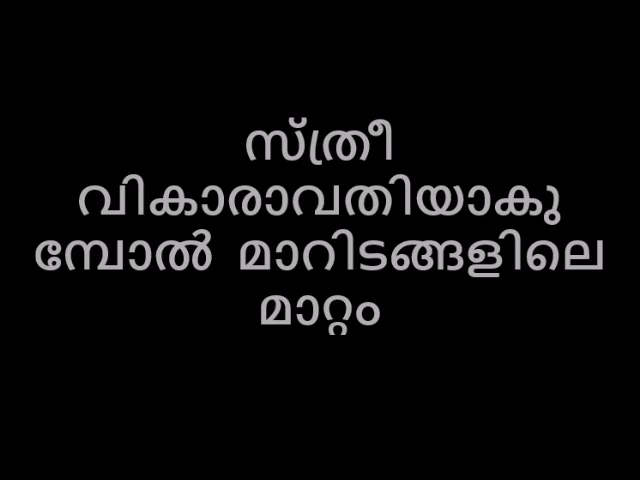 സ്ത്രീ
വികാരാവതിയാകു
മ്പോൽ മാറിടങ്ങളിലെ
മാറ്റം